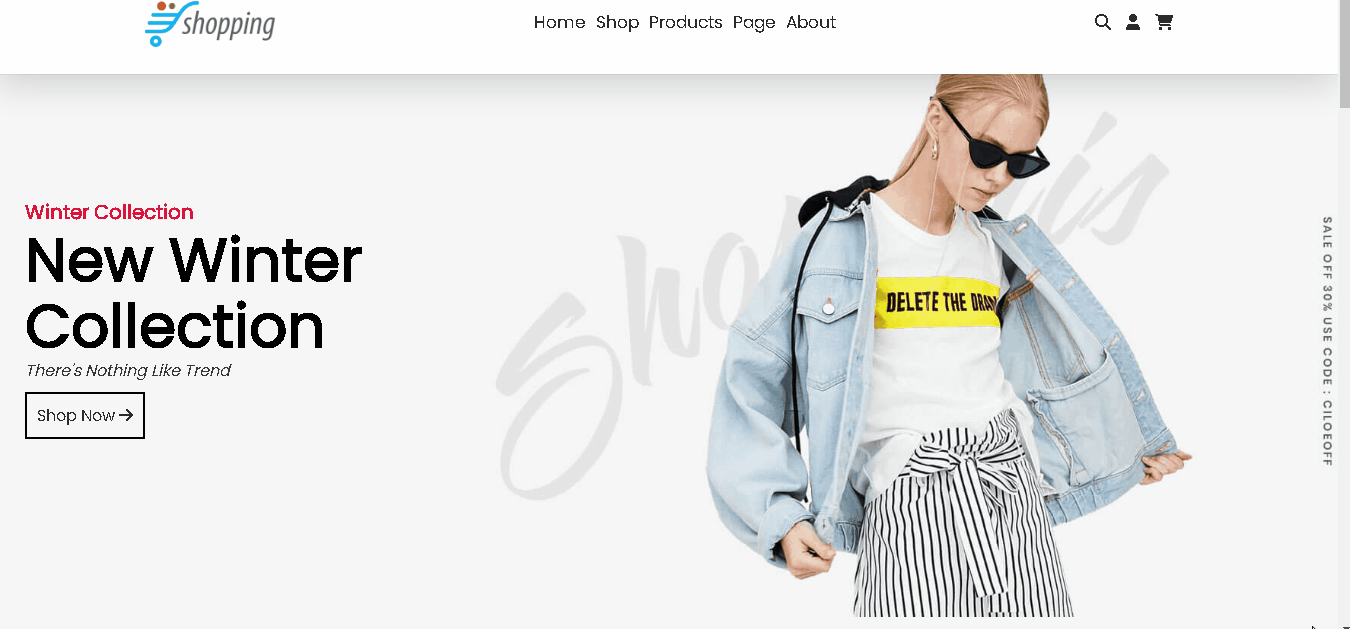 shopping
Home Shop Products Page About
Winter Collection
New Winter
Collection
There's Nothing Like Trend
Shop Now
DELETE THE
SALE OFF 30% USE CODE : CILOEOFF